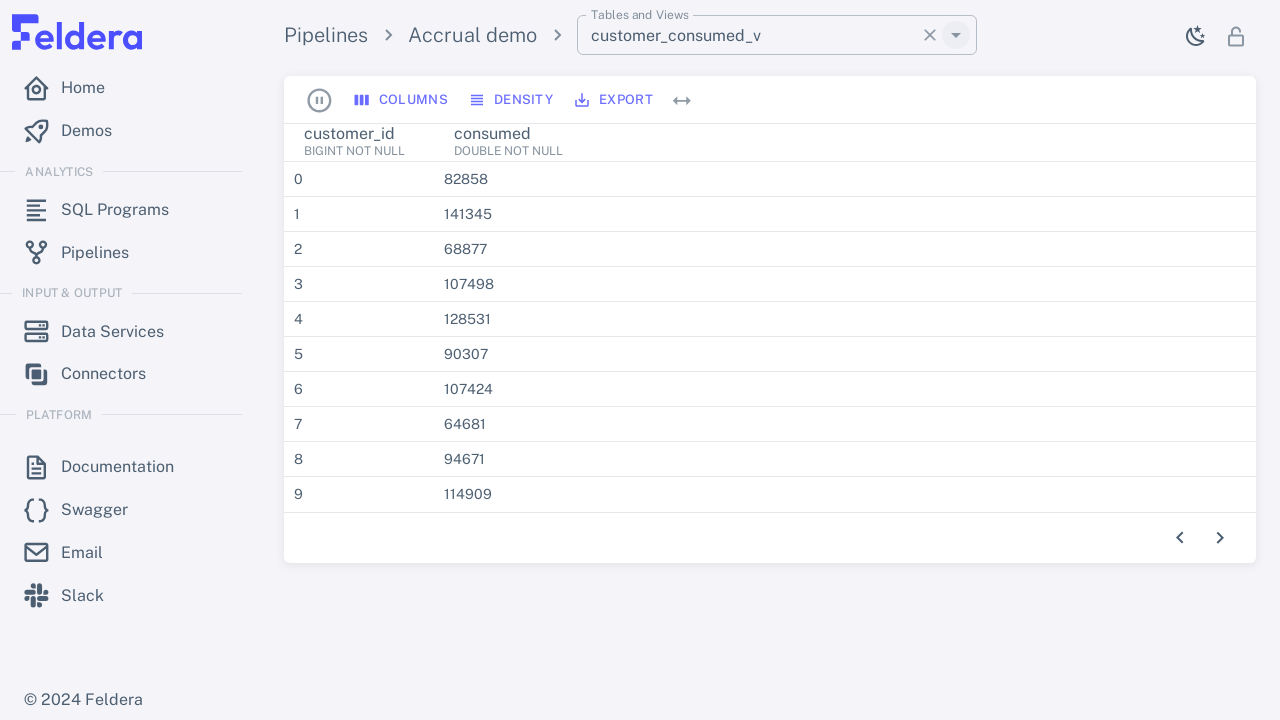 Feldera
Home
Demos
ANALYTICS
SQL Programs
Pipelines
INPUT & OUTPUT
Data Services
Connectors
PLATFORM
Documentation
Swagger
Email
Slack
© 2024 Feldera
Pipelines > Accrual demo >
Tables and Views
customer_consumed_v
COLUMNS DENSITY EXPORT
customer_id consumed
BIGINT NOT NULL DOUBLE NOT NULL
0 82858
1 141345
2 68877
3 107498
4 128531
5 90307
6 107424
7 64681
8 94671
9 114909